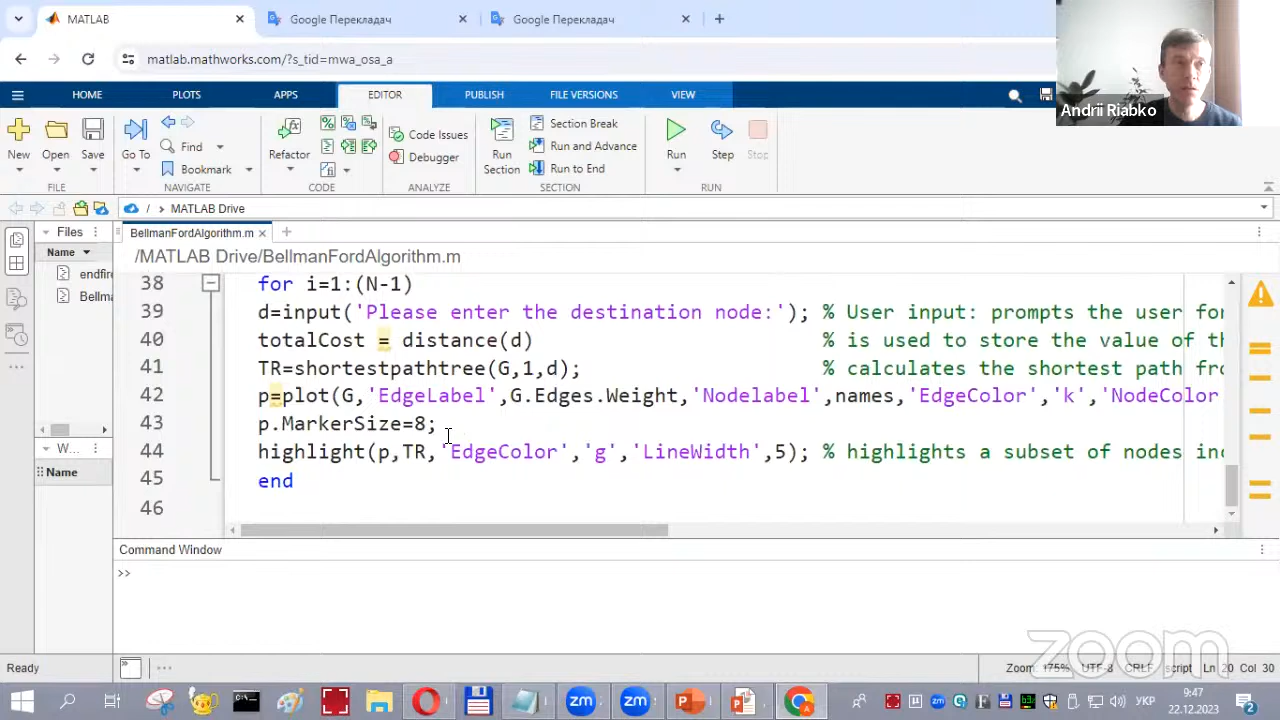 MATLAB
Google Перекладач
Google Перекладач
matlab.mathworks.com/?s_tid=mwa_osa_a
Andrii Riabko
HOME
PLOTS
APPS
EDITOR
PUBLISH
FILE VERSIONS
VIEW
New
Open
Save
Go To
Find
Bookmark
Refactor
Code Issues
Debugger
Run
Section
Section Break
Run and Advance
Run to End
Run
Step
Stop
FILE
NAVIGATE
CODE
ANALYZE
SECTION
RUN
/
MATLAB Drive
Files
Name
endfire
Bellma
W
Name
BellmanFordAlgorithm.m
/MATLAB Drive/BellmanFordAlgorithm.m
38 for i=1:(N-1)
39 d=input('Please enter the destination node:'); % User input: prompts the user for
40 totalCost = distance(d) % is used to store the value of th
41 TR=shortestpathtree(G,1,d); % calculates the shortest path fro
42 p=plot(G,'EdgeLabel',G.Edges.Weight,'Nodelabel',names,'EdgeColor','k','NodeColor
43 p.MarkerSize=8;
44 highlight(p,TR,'EdgeColor','g','LineWidth',5); % highlights a subset of nodes inc
45 end
46
Command Window
>>
zoom
Ready
Zoom: 175%
UTF-8
CRLF
script
Ln 20 Col 30
УКР
9:47
22.12.2023
2